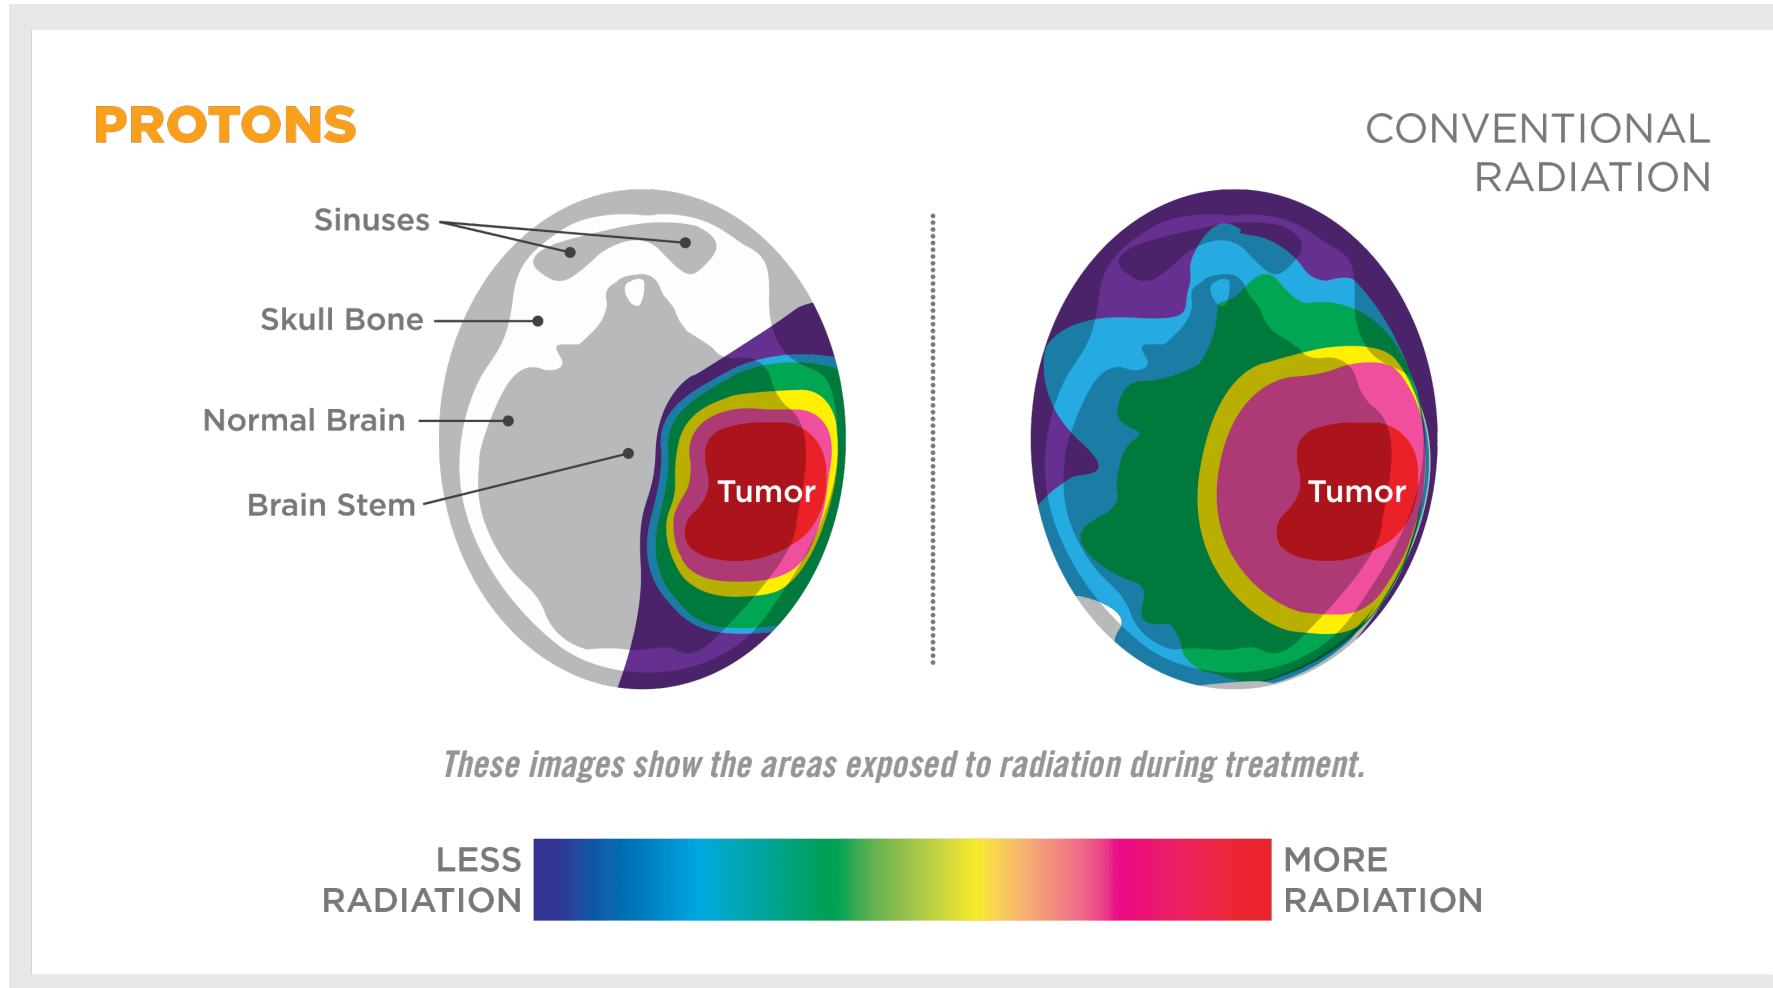 PROTONS
CONVENTIONAL
RADIATION
Sinuses
Skull Bone
Normal Brain
Brain Stem
Tumor
Tumor
These images show the areas exposed to radiation during treatment.
LESS
RADIATION
MORE
RADIATION